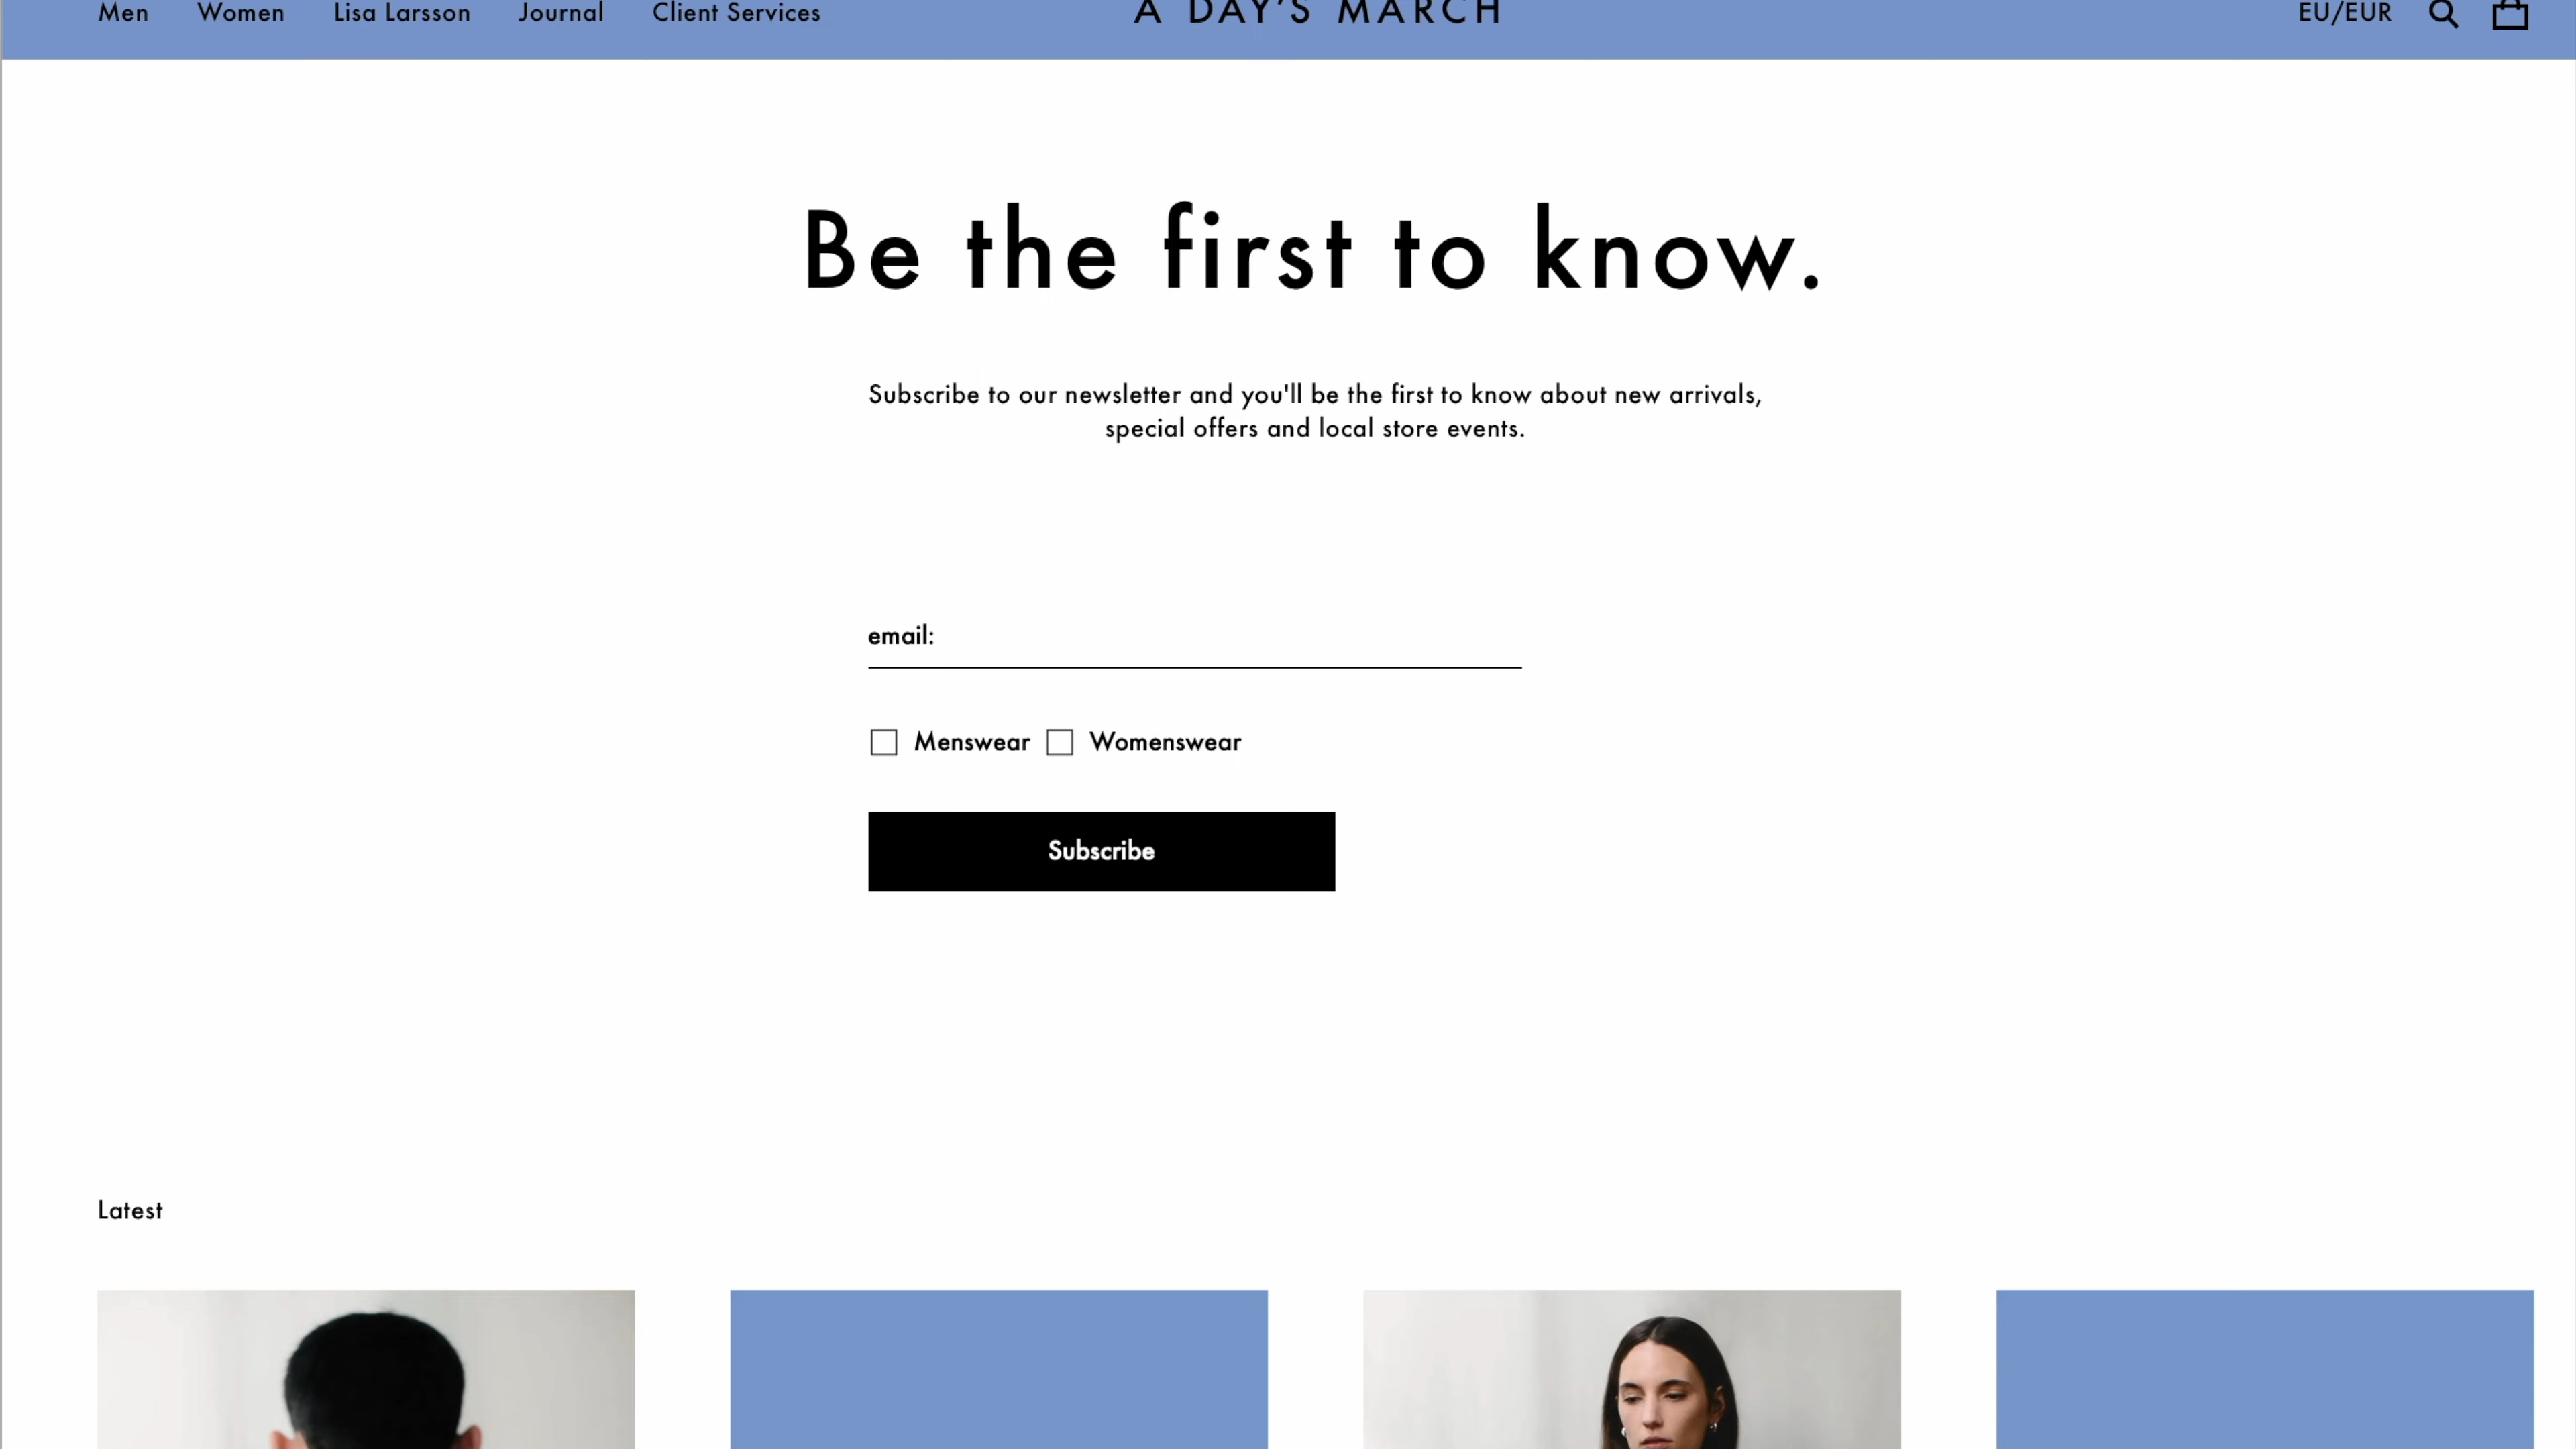 Men Women Lisa Larsson Journal Client Services A DAY'S MARCH EU/EUR
Be the first to know.
Subscribe to our newsletter and you'll be the first to know about new arrivals,
special offers and local store events.
email:
Menswear Womenswear
Subscribe
Latest